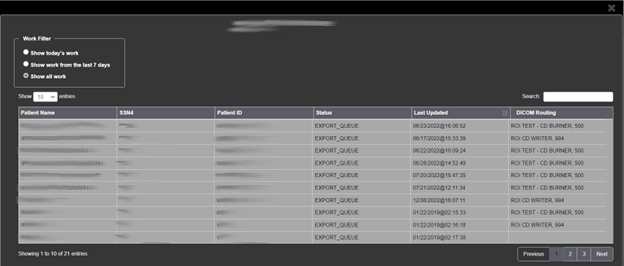 Work Filter
Show today's work
Show work from the last 7 days
Show all work
Show 10 entries Search:
Patient Name SSN4 Patient ID Status Last Updated DICOM Routing
EXPORT_QUEUE 06/23/2022@16:06:52 ROI TEST - CD BURNER, 500
EXPORT_QUEUE 06/17/2022@15:33:39 ROI CD WRITER, 994
EXPORT_QUEUE 06/22/2022@10:09:24 ROI TEST - CD BURNER, 500
EXPORT_QUEUE 06/28/2022@14:52:49 ROI TEST - CD BURNER, 500
EXPORT_QUEUE 07/20/2022@16:47:35 ROI TEST - CD BURNER, 500
EXPORT_QUEUE 07/21/2022@12:11:34 ROI TEST - CD BURNER, 500
EXPORT_QUEUE 12/08/2022@16:07:11 ROI CD WRITER, 994
EXPORT_QUEUE 01/22/2019@02:15:33 ROI TEST - CD BURNER, 500
EXPORT_QUEUE 01/22/2019@02:16:18 ROI CD WRITER, 994
EXPORT_QUEUE 01/22/2019@02:17:38
Showing 1 to 10 of 21 entries Previous 1 2 3 Next